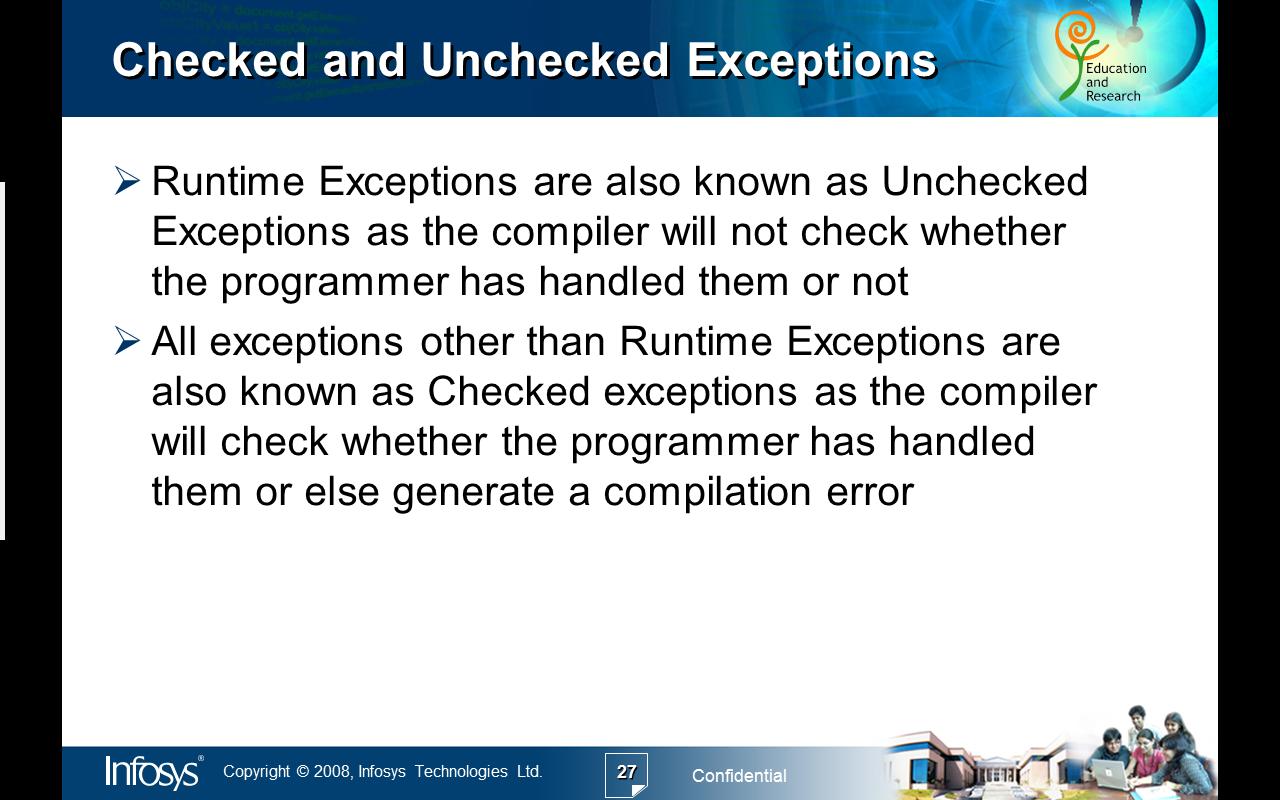 Checked and Unchecked Exceptions
Education
and
Research
Runtime Exceptions are also known as Unchecked
Exceptions as the compiler will not check whether
the programmer has handled them or not
All exceptions other than Runtime Exceptions are
also known as Checked exceptions as the compiler
will check whether the programmer has handled
them or else generate a compilation error
Infosys®
Copyright © 2008, Infosys Technologies Ltd.
27
Confidential